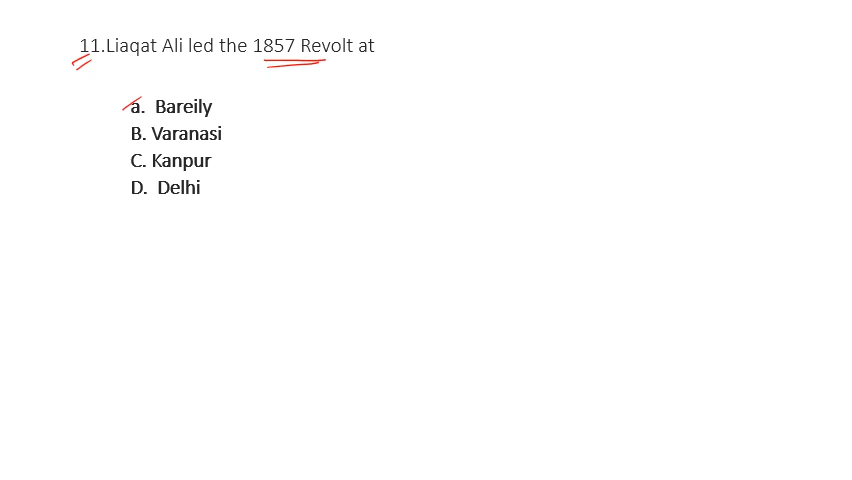 11.Liaqat Ali led the 1857 Revolt at
a. Bareily
B. Varanasi
C. Kanpur
D. Delhi